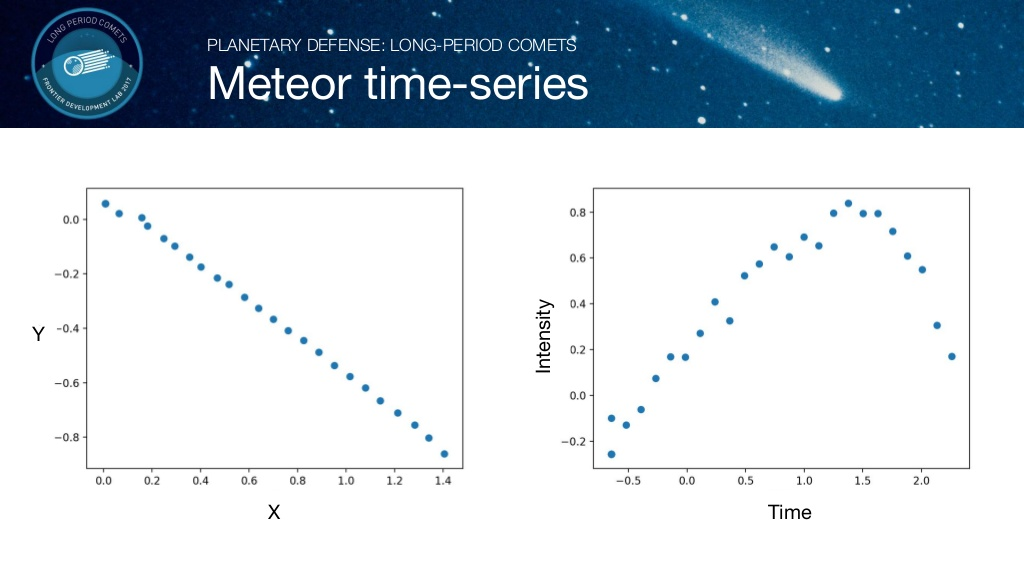 LONG PERIOD COMETS
FRONTIER DEVELOPMENT LAB 2017
PLANETARY DEFENSE: LONG-PERIOD COMETS
Meteor time-series
0.0
−0.2
−0.4
−0.6
−0.8
Y
0.0 0.2 0.4 0.6 0.8 1.0 1.2 1.4
X
0.8
0.6
0.4
0.2
0.0
−0.2
Intensity
−0.5 0.0 0.5 1.0 1.5 2.0
Time